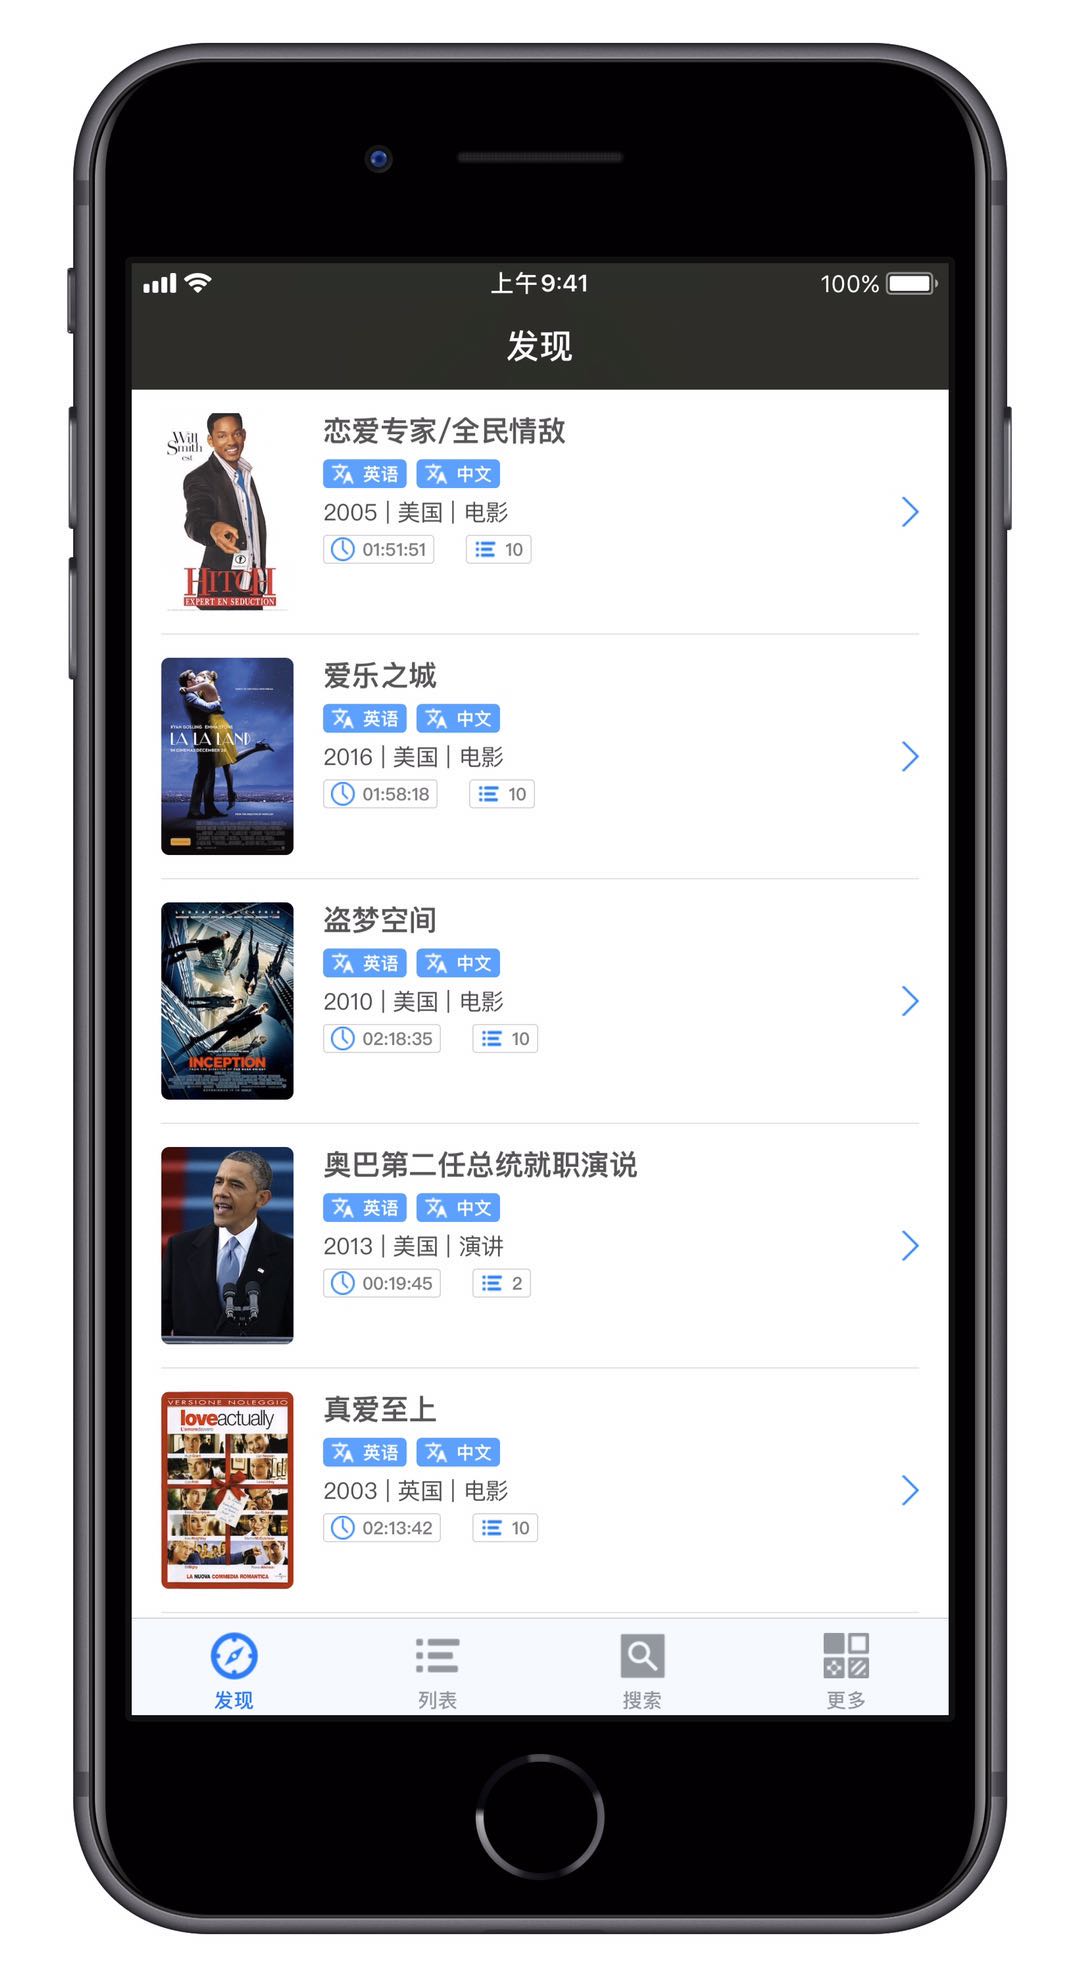 上午9:41
100%
发现
恋爱专家/全民情敌
Will
Smith
est
HITCH
EXPERT EN SEDUCTION
英语 中文
2005 | 美国 | 电影
01:51:51 10
爱乐之城
RYAN GOSLING EMMA STONE
LA LA LAND
英语 中文
2016 | 美国 | 电影
01:58:18 10
盗梦空间
INCEPTION
英语 中文
2010 | 美国 | 电影
02:18:35 10
奥巴第二任总统就职演说
英语 中文
2013 | 美国 | 演讲
00:19:45 2
真爱至上
VERSIONE NOLEGGIO
loveactually
LA NUOVA COMMEDIA ROMANTICA
英语 中文
2003 | 英国 | 电影
02:13:42 10
发现 列表 搜索 更多